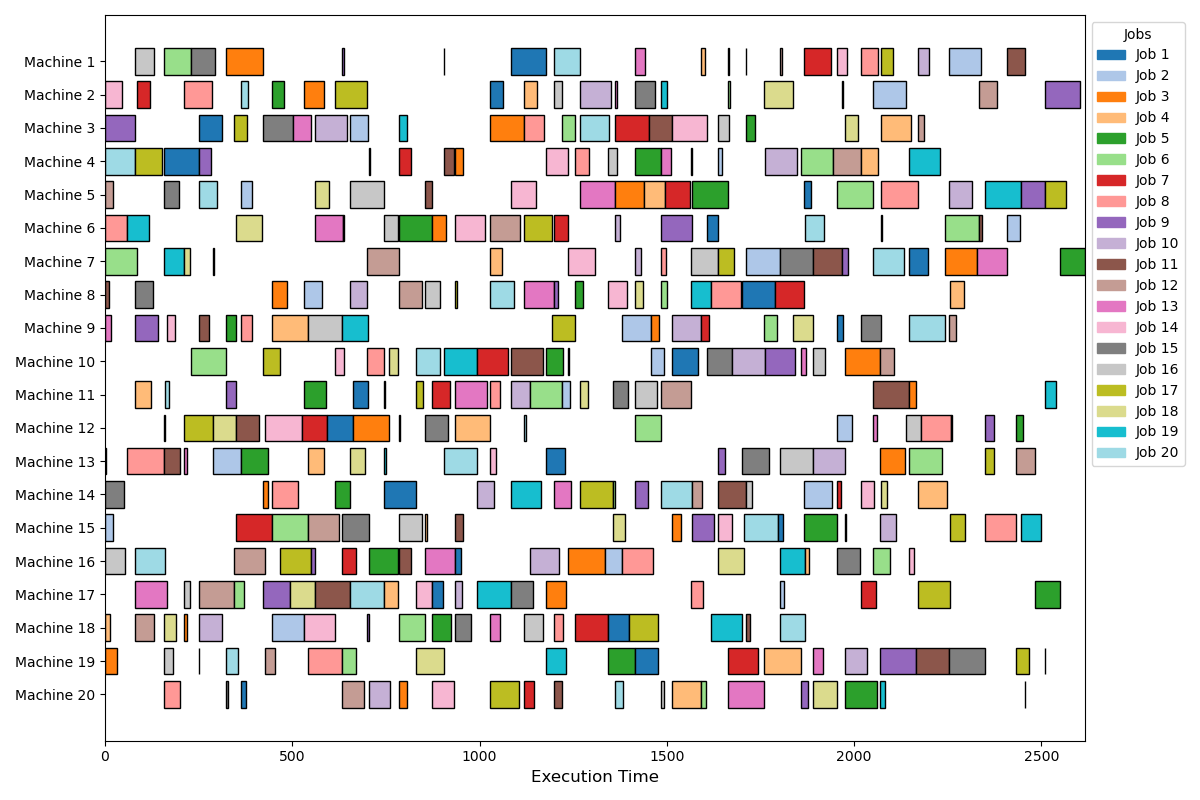 Machine 1
Machine 2
Machine 3
Machine 4
Machine 5
Machine 6
Machine 7
Machine 8
Machine 9
Machine 10
Machine 11
Machine 12
Machine 13
Machine 14
Machine 15
Machine 16
Machine 17
Machine 18
Machine 19
Machine 20
0 500 1000 1500 2000 2500
Execution Time
Jobs
Job 1
Job 2
Job 3
Job 4
Job 5
Job 6
Job 7
Job 8
Job 9
Job 10
Job 11
Job 12
Job 13
Job 14
Job 15
Job 16
Job 17
Job 18
Job 19
Job 20